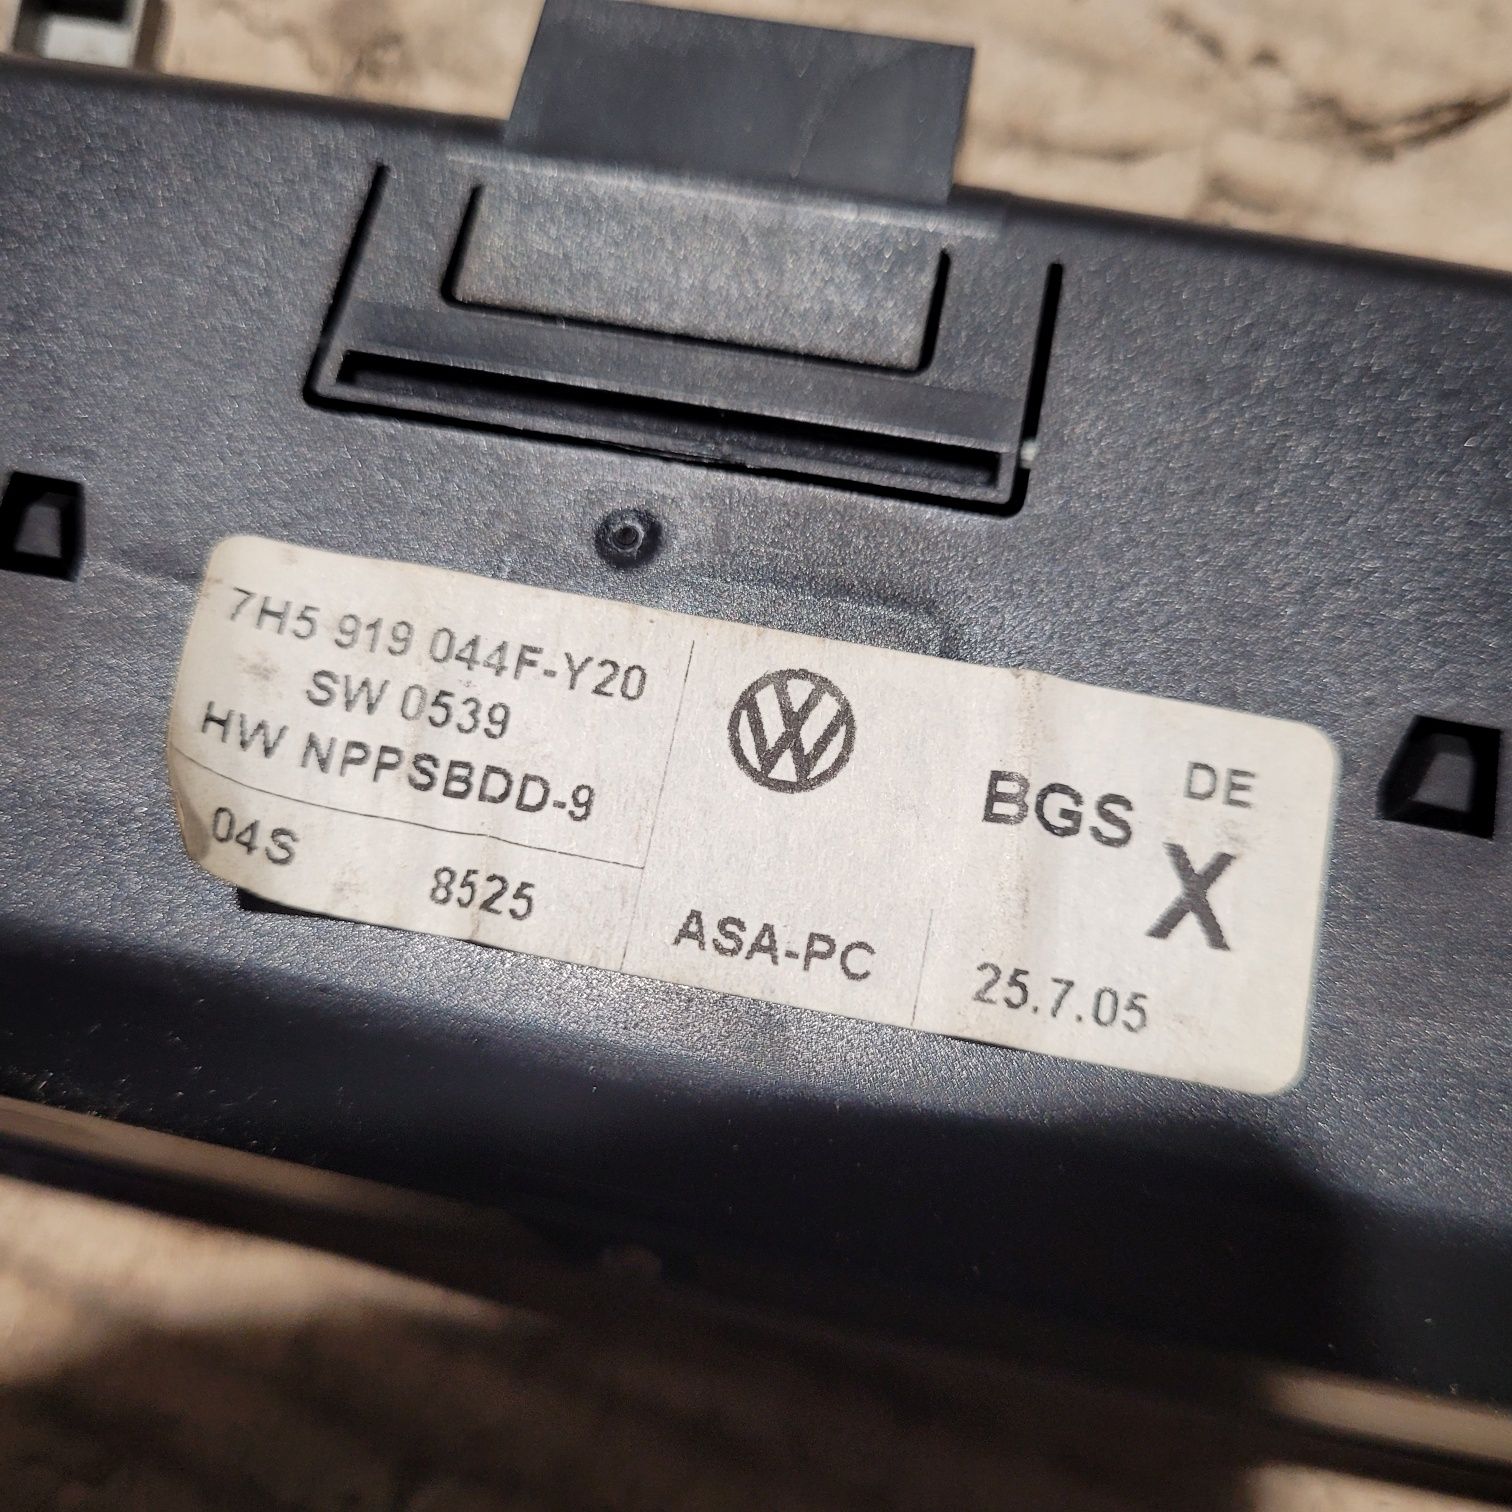 7H5 919 044F-Y20
SW 0539
HW NPPSBDD-9
04S 8525
ASA-PC
BGS
DE
X
25.7.05